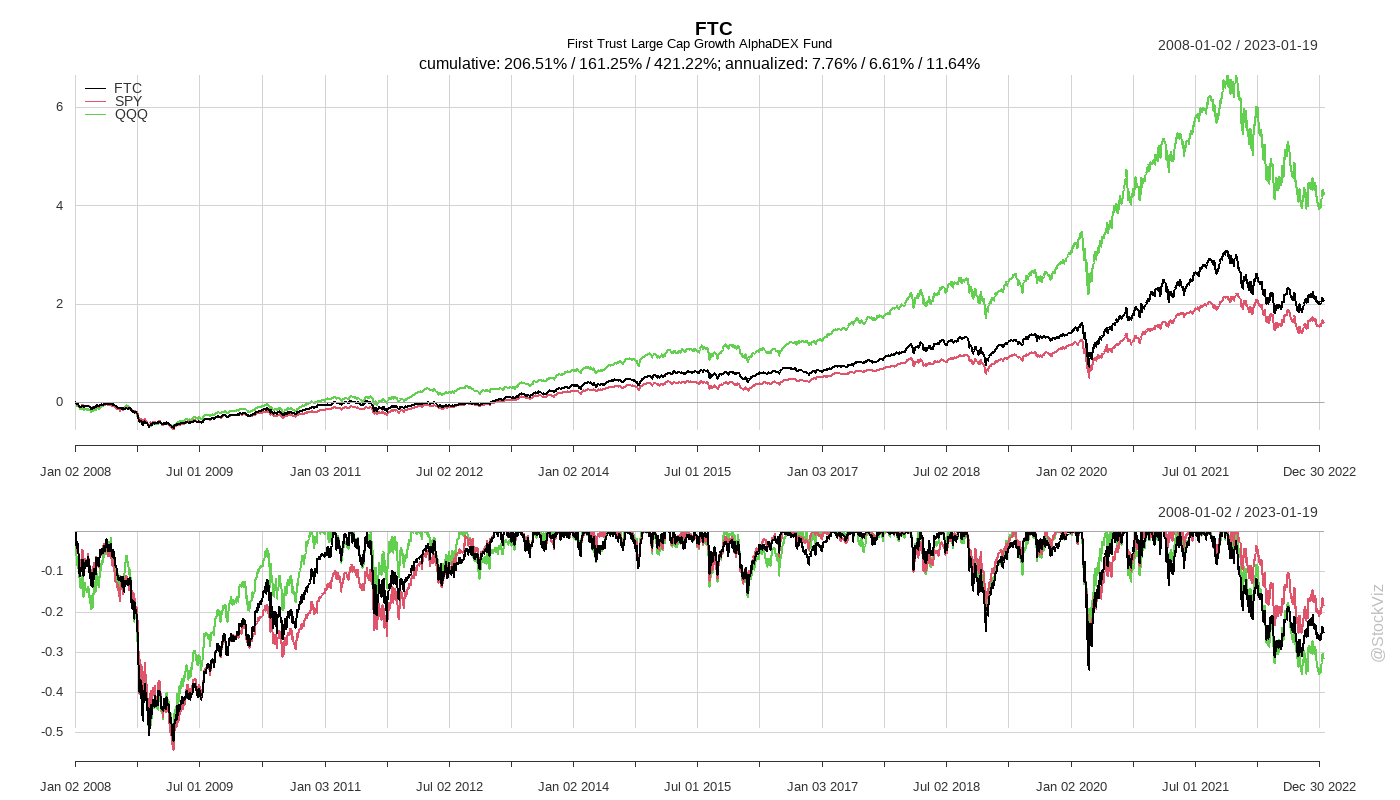 FTC
First Trust Large Cap Growth AlphaDEX Fund
2008-01-02 / 2023-01-19
cumulative: 206.51% / 161.25% / 421.22%; annualized: 7.76% / 6.61% / 11.64%
FTC
SPY
QQQ
6
4
2
0
Jan 02 2008 Jul 01 2009 Jan 03 2011 Jul 02 2012 Jan 02 2014 Jul 01 2015 Jan 03 2017 Jul 02 2018 Jan 02 2020 Jul 01 2021 Dec 30 2022
2008-01-02 / 2023-01-19
-0.1
-0.2
-0.3
-0.4
-0.5
Jan 02 2008 Jul 01 2009 Jan 03 2011 Jul 02 2012 Jan 02 2014 Jul 01 2015 Jan 03 2017 Jul 02 2018 Jan 02 2020 Jul 01 2021 Dec 30 2022
@StockViz